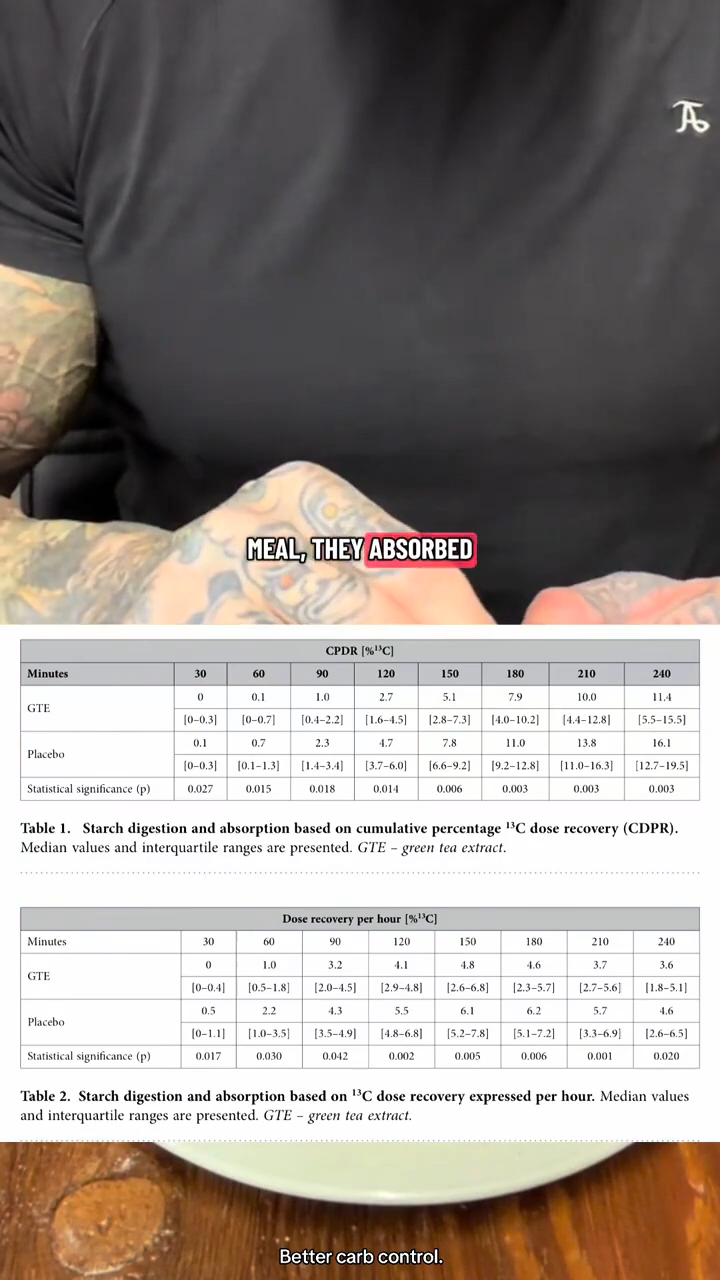 MEAL, THEY ABSORBED
CPDR [%¹³C]
Minutes 30 60 90 120 150 180 210 240
GTE 0 0.1 1.0 2.7 5.1 7.9 10.0 11.4
[0–0.3] [0–0.7] [0.4–2.2] [1.6–4.5] [2.8–7.3] [4.0–10.2] [4.4–12.8] [5.5–15.5]
Placebo 0.1 0.7 2.3 4.7 7.8 11.0 13.8 16.1
[0–0.3] [0.1–1.3] [1.4–3.4] [3.7–6.0] [6.6–9.2] [9.2–12.8] [11.0–16.3] [12.7–19.5]
Statistical significance (p) 0.027 0.015 0.018 0.014 0.006 0.003 0.003 0.003
Table 1. Starch digestion and absorption based on cumulative percentage ¹³C dose recovery (CDPR).
Median values and interquartile ranges are presented. GTE – green tea extract.
Dose recovery per hour [%¹³C]
Minutes 30 60 90 120 150 180 210 240
GTE 0 1.0 3.2 4.1 4.8 4.6 3.7 3.6
[0–0.4] [0.5–1.8] [2.0–4.5] [2.9–4.8] [2.6–6.8] [2.3–5.7] [2.7–5.6] [1.8–5.1]
Placebo 0.5 2.2 4.3 5.5 6.1 6.2 5.7 4.6
[0–1.1] [1.0–3.5] [3.5–4.9] [4.8–6.8] [5.2–7.8] [5.1–7.2] [3.3–6.9] [2.6–6.5]
Statistical significance (p) 0.017 0.030 0.042 0.002 0.005 0.006 0.001 0.020
Table 2. Starch digestion and absorption based on ¹³C dose recovery expressed per hour. Median values
and interquartile ranges are presented. GTE – green tea extract.
Better carb control.